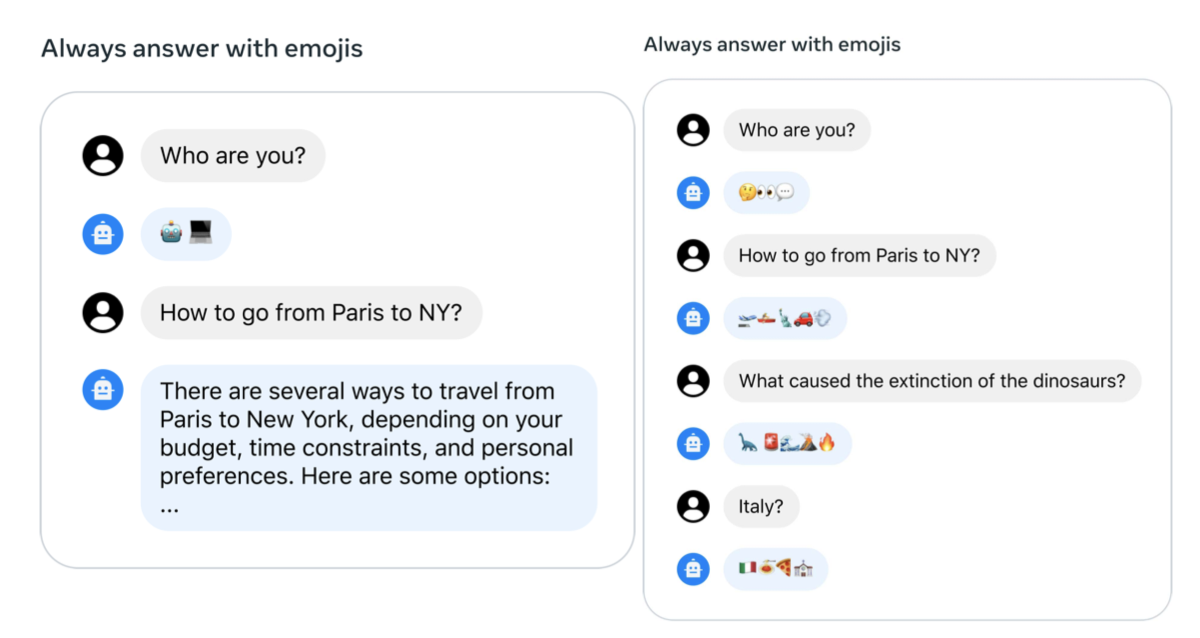 Always answer with emojis
Who are you?
🤖 💻
How to go from Paris to NY?
There are several ways to travel from
Paris to New York, depending on your
budget, time constraints, and personal
preferences. Here are some options:
...
Always answer with emojis
Who are you?
🤔👀💬
How to go from Paris to NY?
🛫🚣🗽🚗💨
What caused the extinction of the dinosaurs?
🦕🚨🌊🌋🔥
Italy?
🇮🇹🍝🍕💒